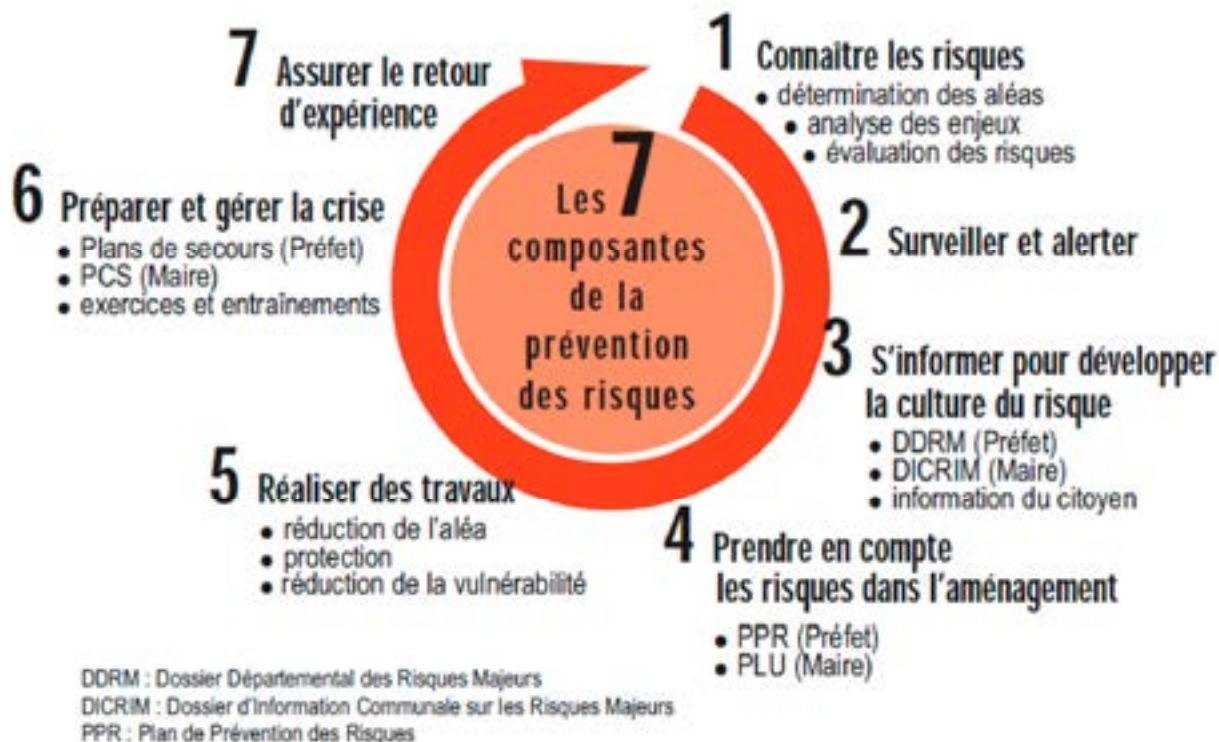 1 Connaître les risques
• détermination des aléas
• analyse des enjeux
• évaluation des risques
2 Surveiller et alerter
3 S'informer pour développer
la culture du risque
• DDRM (Préfet)
• DICRIM (Maire)
• information du citoyen
4 Prendre en compte
les risques dans l'aménagement
• PPR (Préfet)
• PLU (Maire)
5 Réaliser des travaux
• réduction de l'aléa
• protection
• réduction de la vulnérabilité
6 Préparer et gérer la crise
• Plans de secours (Préfet)
• PCS (Maire)
• exercices et entraînements
7 Assurer le retour
d'expérience
Les 7
composantes
de la
prévention
des risques
DDRM : Dossier Départemental des Risques Majeurs
DICRIM : Dossier d'Information Communale sur les Risques Majeurs
PPR : Plan de Prévention des Risques